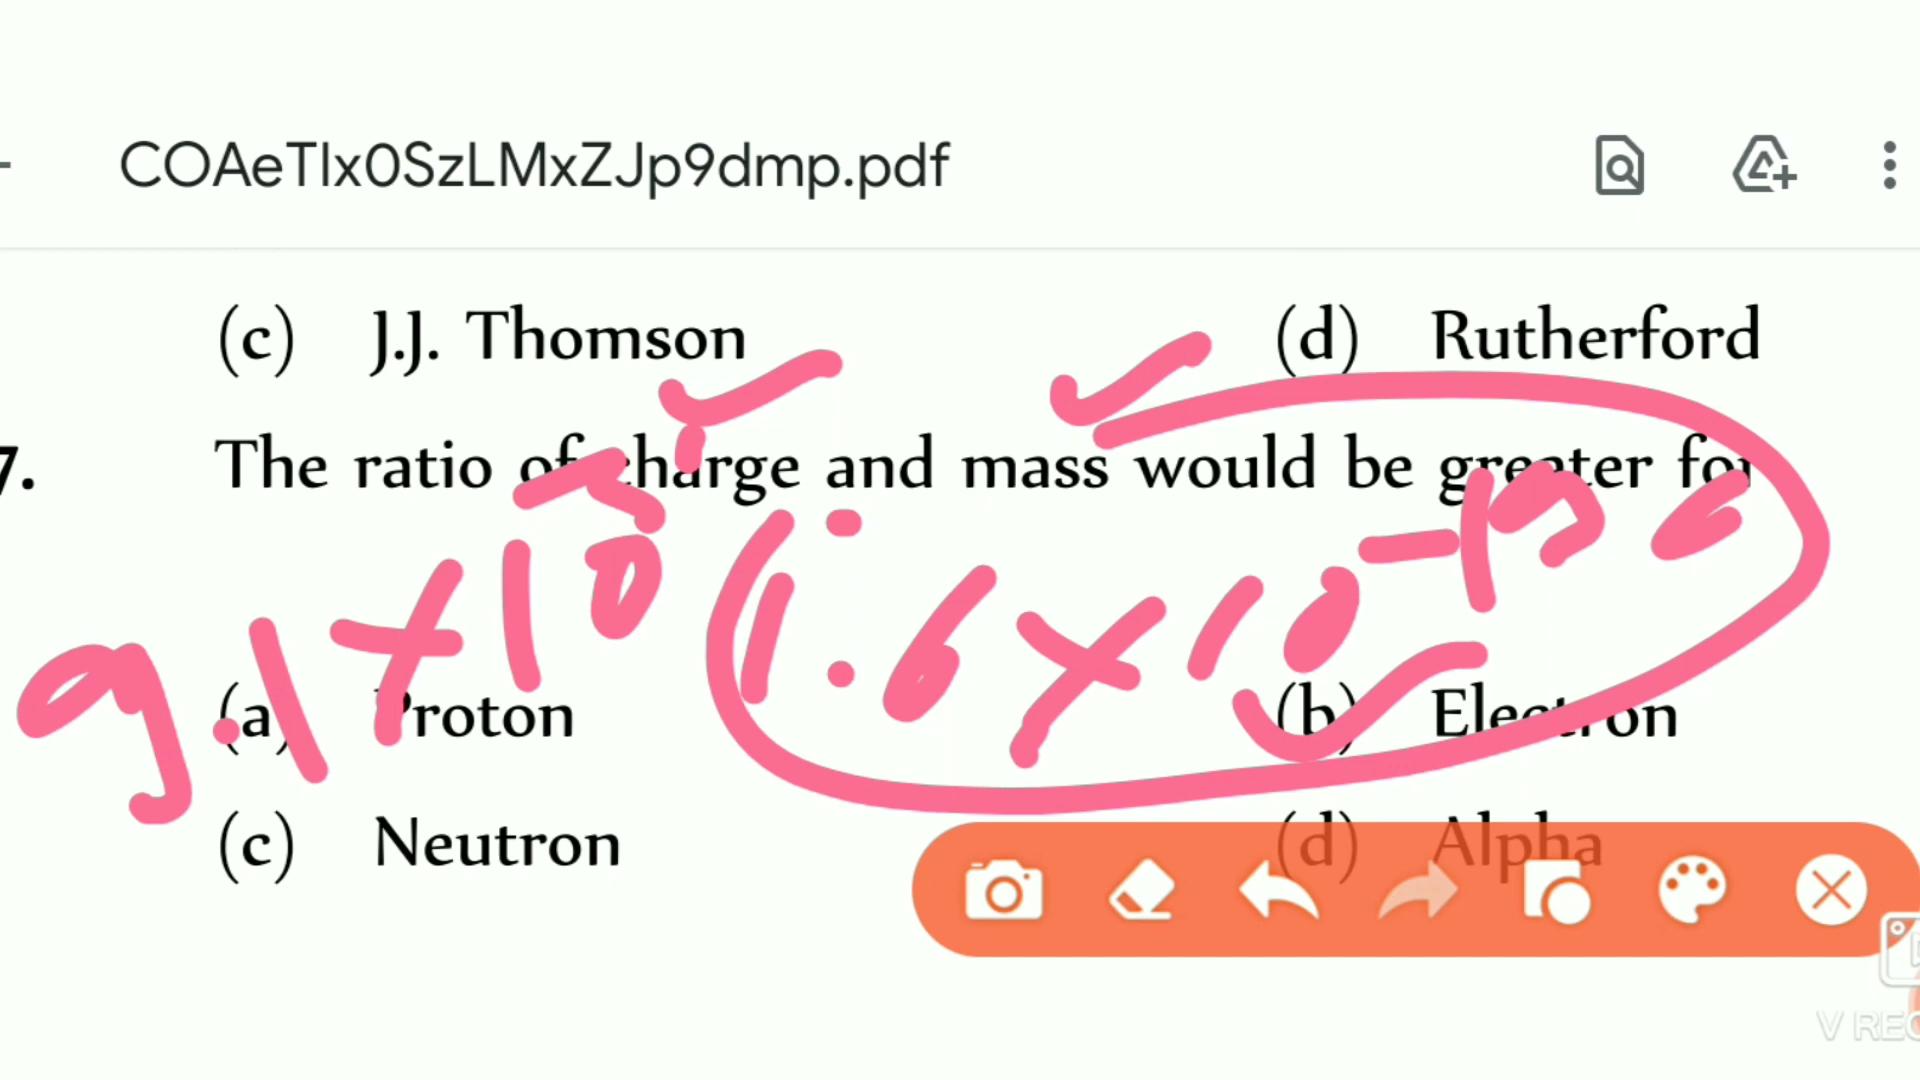 COAeTIx0SzLMxZJp9dmp.pdf
(c) J.J. Thomson (d) Rutherford
7. The ratio of charge and mass would be greater for
1.6 x 10
9.1 x 10
(a) Proton (b) Electron
(c) Neutron (d) Alpha
V REC